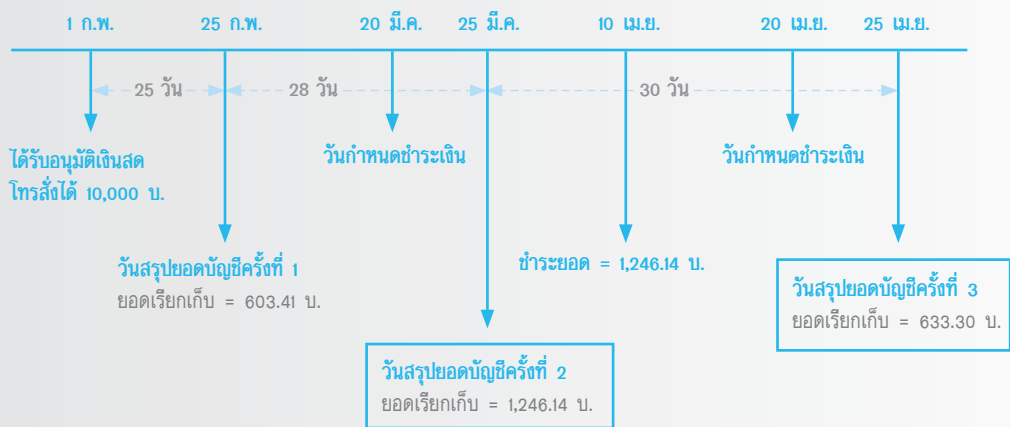 1 ก.พ. 25 ก.พ. 20 มี.ค. 25 มี.ค. 10 เม.ย. 20 เม.ย. 25 เม.ย.
25 วัน 28 วัน 30 วัน
ได้รับอนุมัติเงินสด
โทรสั่งได้ 10,000 บ.
วันกำหนดชำระเงิน
วันกำหนดชำระเงิน
วันสรุปยอดบัญชีครั้งที่ 1
ยอดเรียกเก็บ = 603.41 บ.
ชำระยอด = 1,246.14 บ.
วันสรุปยอดบัญชีครั้งที่ 3
ยอดเรียกเก็บ = 633.30 บ.
วันสรุปยอดบัญชีครั้งที่ 2
ยอดเรียกเก็บ = 1,246.14 บ.